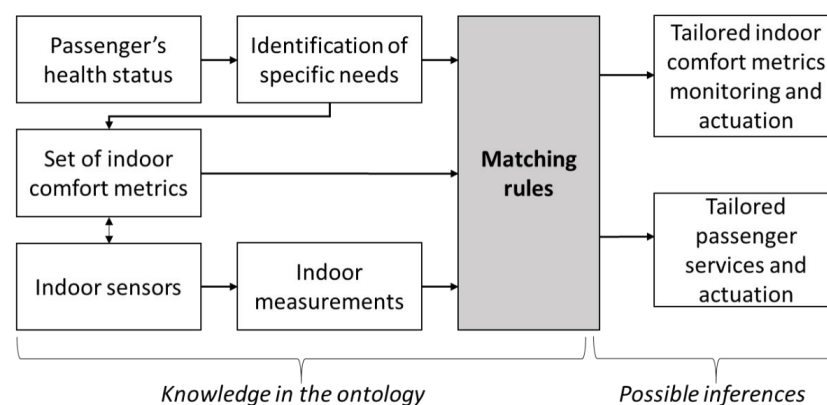 Passenger's
health status
Identification of
specific needs
Set of indoor
comfort metrics
Indoor sensors
Indoor
measurements
Matching
rules
Tailored indoor
comfort metrics
monitoring and
actuation
Tailored
passenger
services and
actuation
Knowledge in the ontology
Possible inferences